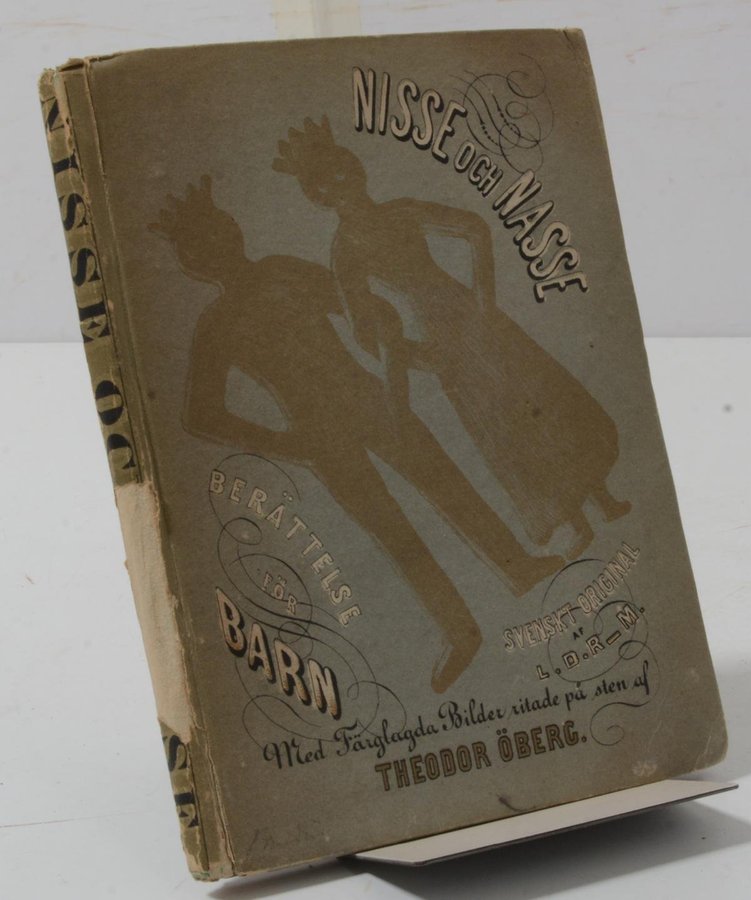 NISSE OC
SE
NISSE OCH NASSE
BERÄTTELSE
FÖR
BARN
SVENSKT ORIGINAL
AF
L. D. R–M.
Med Färglagda Bilder ritade på sten af
THEODOR ÖBERG.